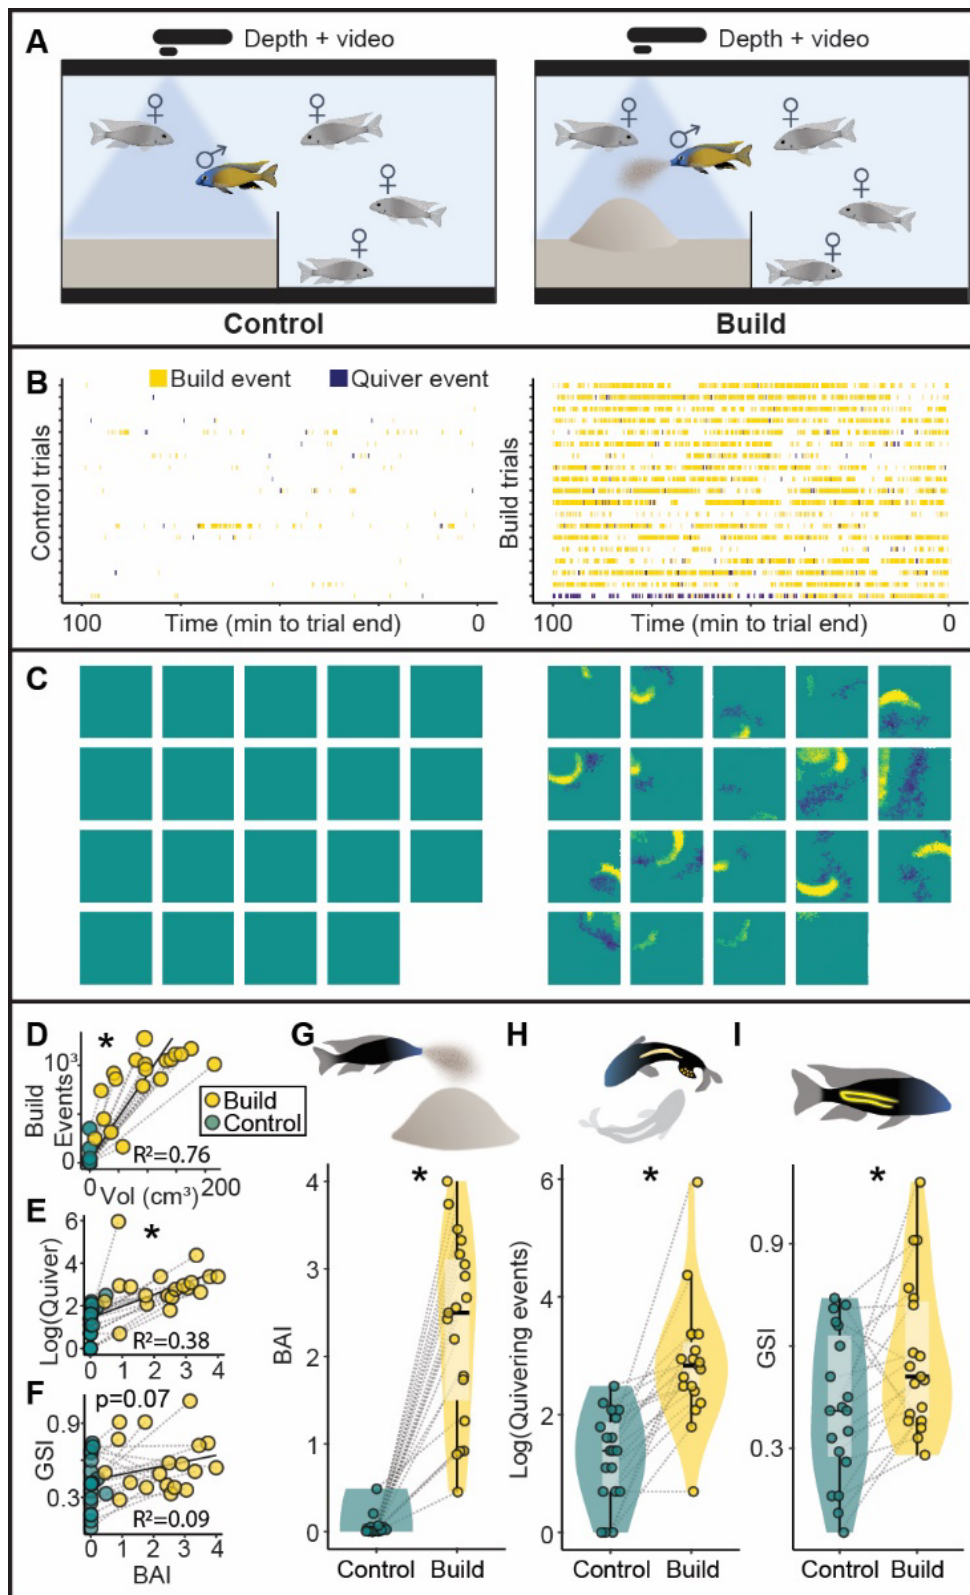 A
Depth + video
Depth + video
♀
♂
♀
♀
♀
♀
♂
♀
♀
♀
Control
Build
B
Build event
Quiver event
Control trials
100
Time (min to trial end)
0
Build trials
100
Time (min to trial end)
0
C
D
*
10³
Build
Events
0
R²=0.76
0
Vol (cm³)
200
Build
Control
E
*
6
4
2
0
Log(Quiver)
R²=0.38
0
1
2
3
4
F
p=0.07
0.9
0.3
GSI
R²=0.09
0
1
2
3
4
BAI
G
*
4
3
2
1
0
BAI
Control
Build
H
*
6
4
2
0
Log(Quivering events)
Control
Build
I
*
0.9
0.3
GSI
Control
Build